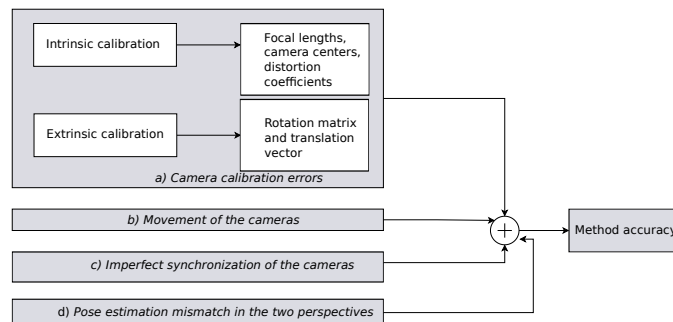 Intrinsic calibration
Focal lengths,
camera centers,
distortion
coefficients
Extrinsic calibration
Rotation matrix
and translation
vector
a) Camera calibration errors
b) Movement of the cameras
+
Method accuracy
c) Imperfect synchronization of the cameras
d) Pose estimation mismatch in the two perspectives